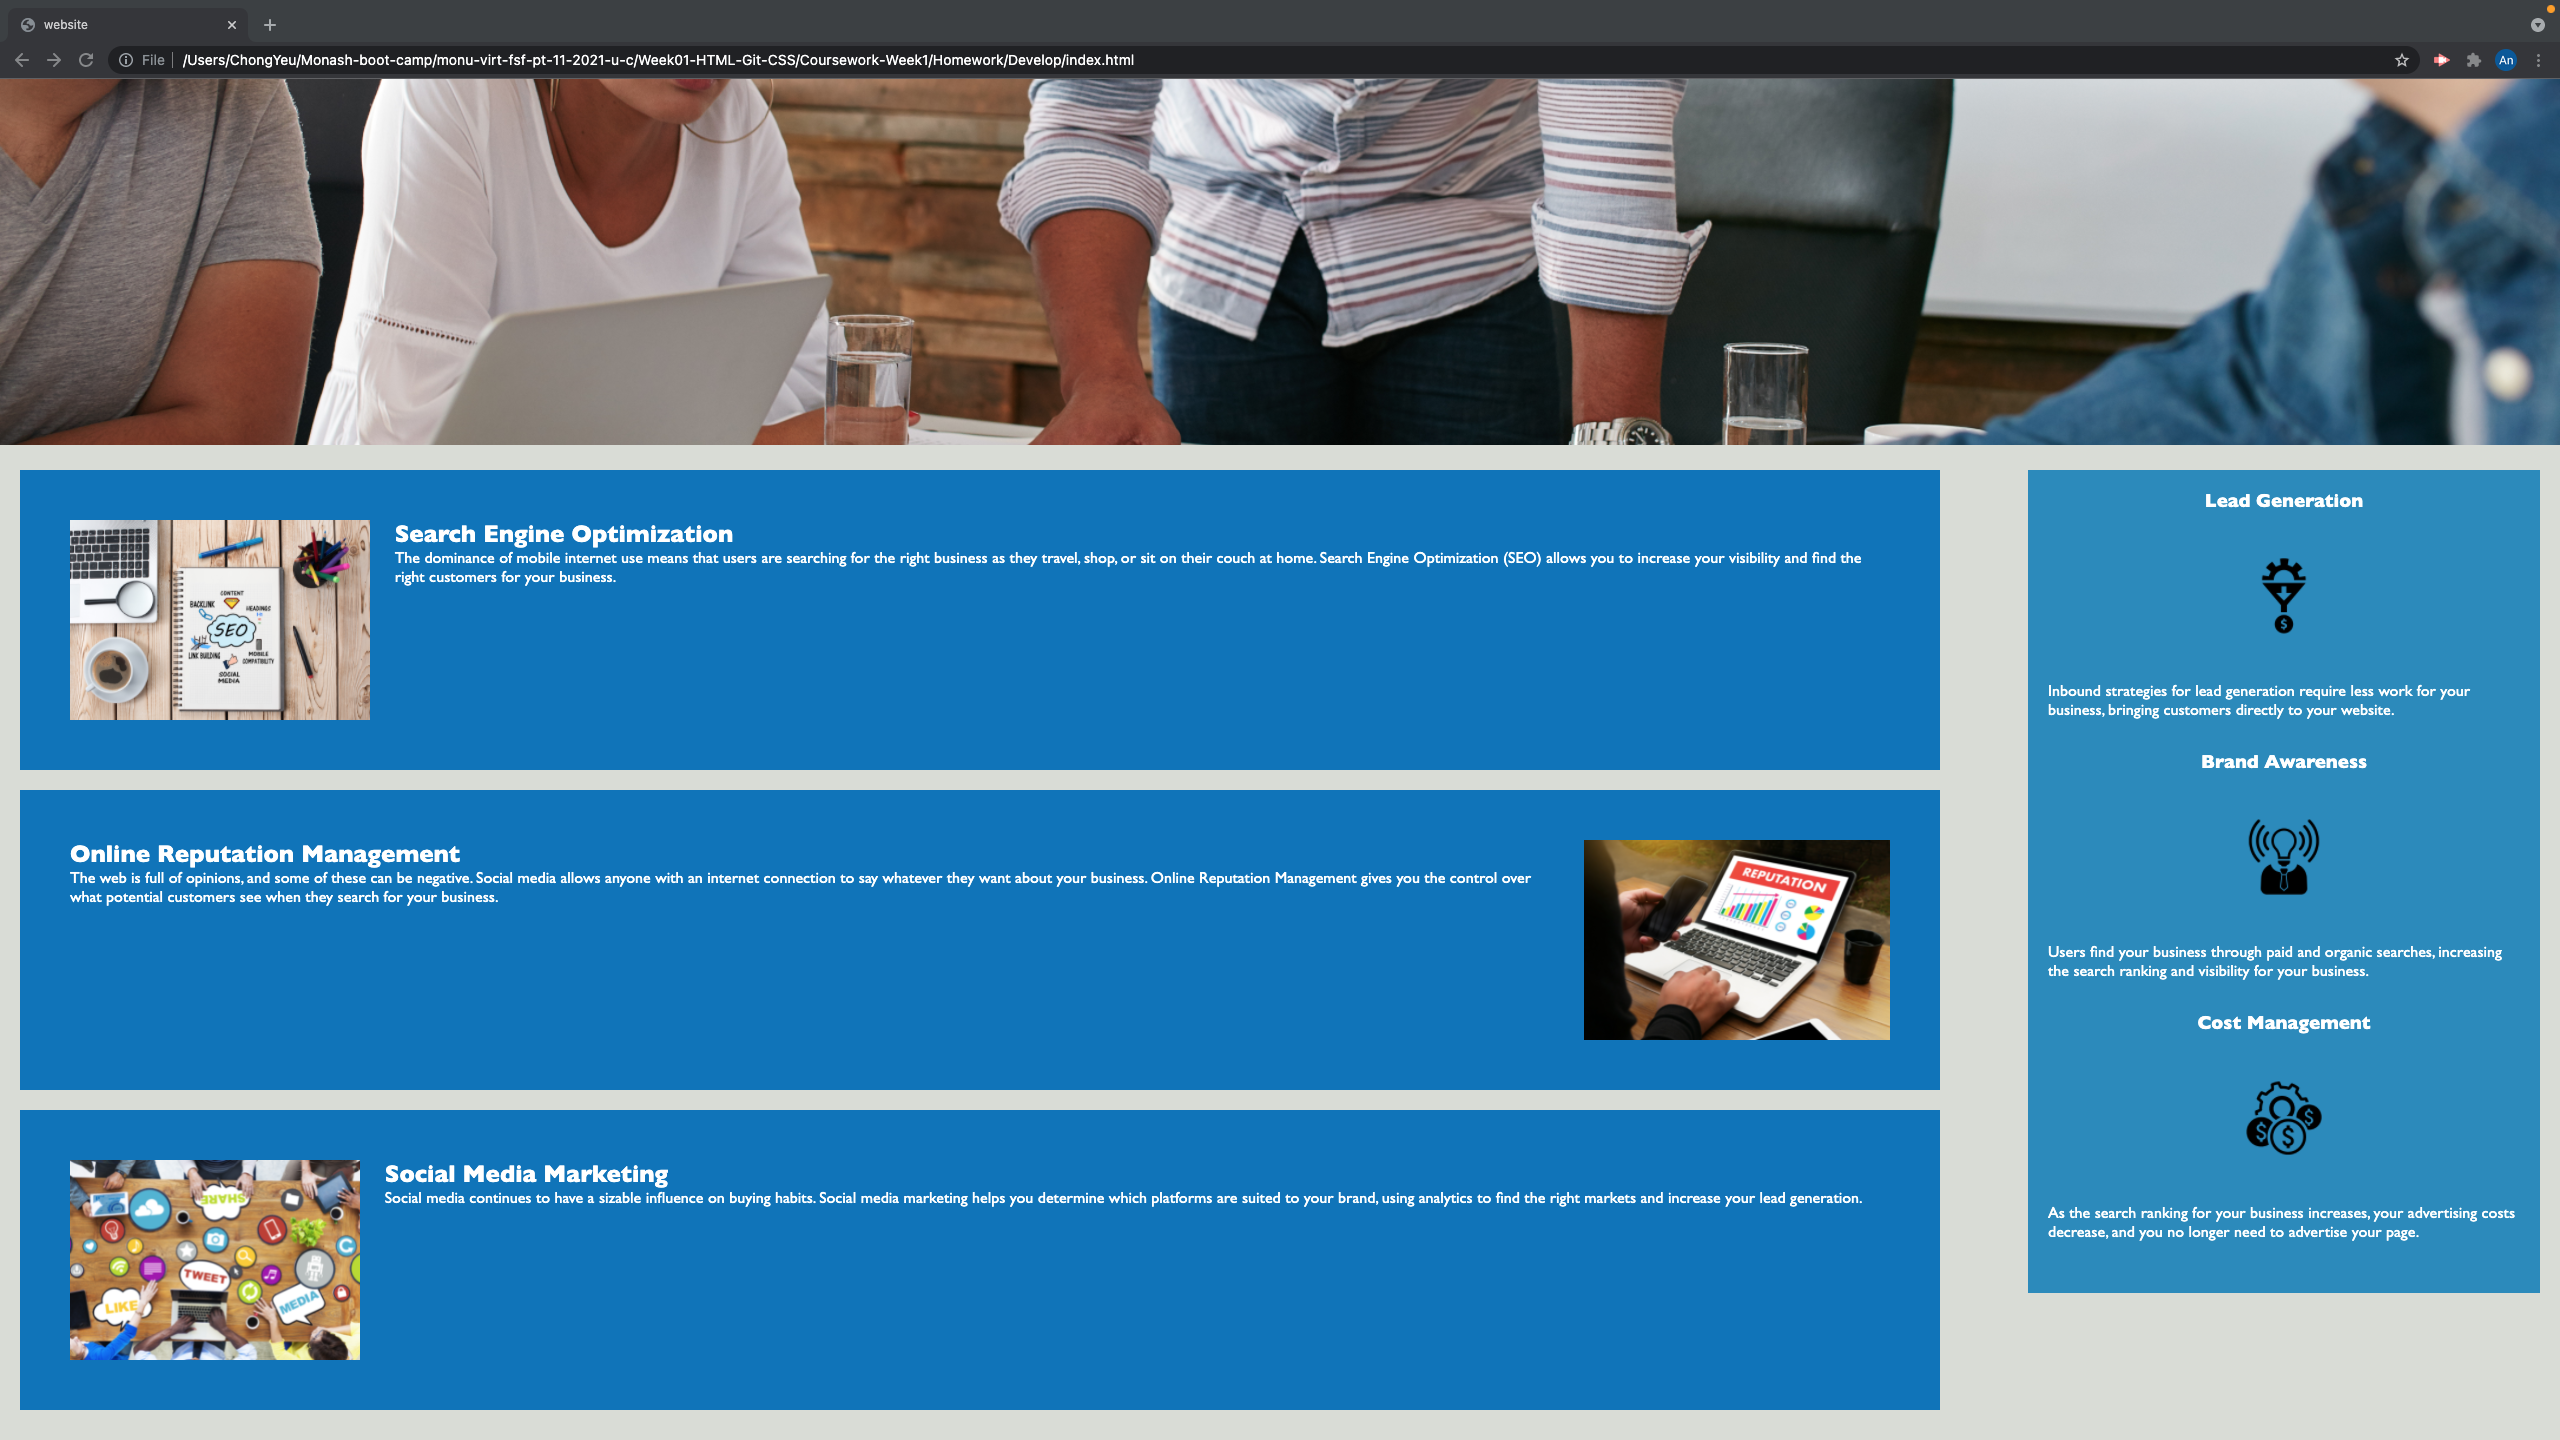 website
File
/Users/ChongYeu/Monash-boot-camp/monu-virt-fsf-pt-11-2021-u-c/Week01-HTML-Git-CSS/Coursework-Week1/Homework/Develop/index.html
An
Search Engine Optimization
The dominance of mobile internet use means that users are searching for the right business as they travel, shop, or sit on their couch at home. Search Engine Optimization (SEO) allows you to increase your visibility and find the
right customers for your business.
CONTENT
BACKLINK
HEADINGS
SEO
LINK BUILDING
MOBILE
COMPATIBILITY
SOCIAL
MEDIA
Online Reputation Management
The web is full of opinions, and some of these can be negative. Social media allows anyone with an internet connection to say whatever they want about your business. Online Reputation Management gives you the control over
what potential customers see when they search for your business.
REPUTATION
Social Media Marketing
Social media continues to have a sizable influence on buying habits. Social media marketing helps you determine which platforms are suited to your brand, using analytics to find the right markets and increase your lead generation.
SHARE
TWEET
LIKE
MEDIA
Lead Generation
$
Inbound strategies for lead generation require less work for your
business, bringing customers directly to your website.
Brand Awareness
Users find your business through paid and organic searches, increasing
the search ranking and visibility for your business.
Cost Management
$
$
$
As the search ranking for your business increases, your advertising costs
decrease, and you no longer need to advertise your page.